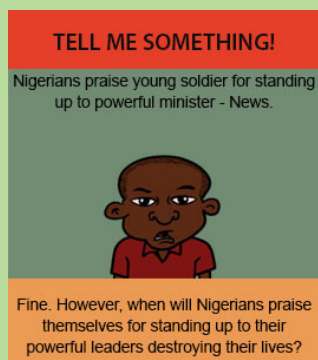 TELL ME SOMETHING!
Nigerians praise young soldier for standing
up to powerful minister - News.
Fine. However, when will Nigerians praise
themselves for standing up to their
powerful leaders destroying their lives?